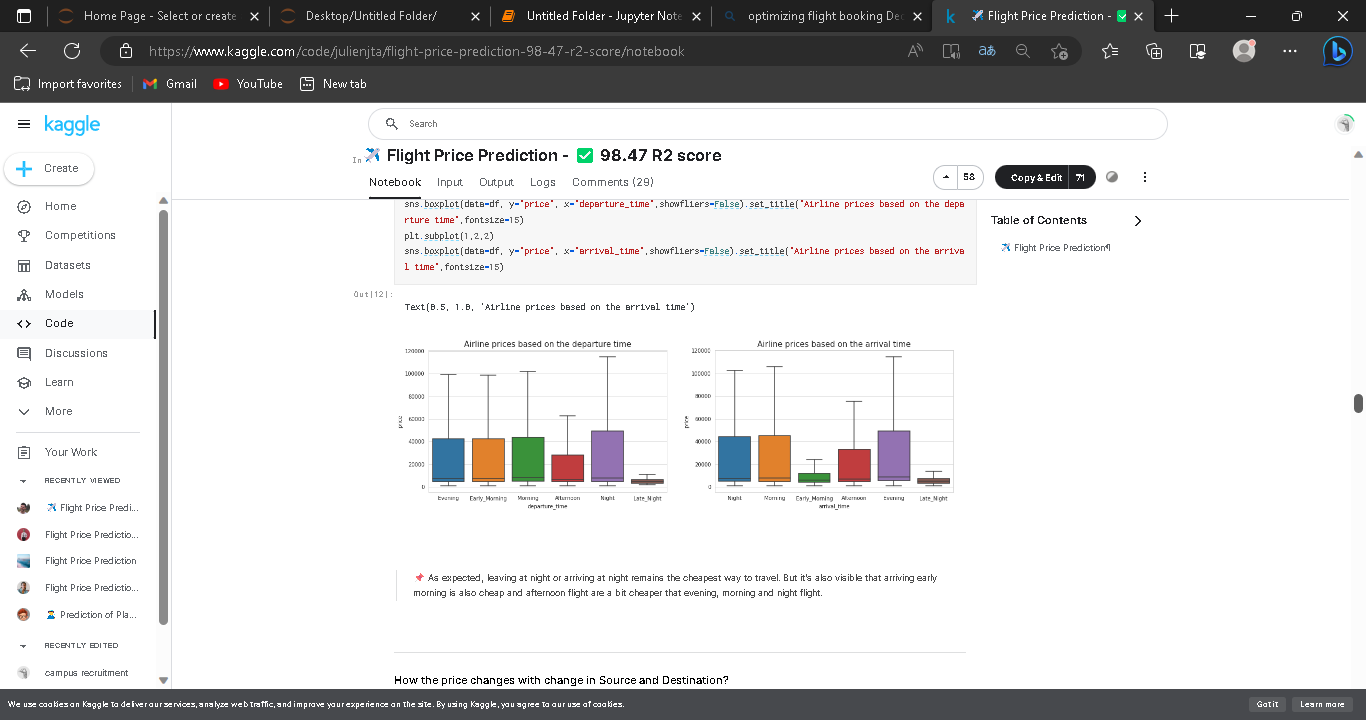 Home Page - Select or create
Desktop/Untitled Folder/
Untitled Folder - Jupyter Note
optimizing flight booking Dec
Flight Price Prediction -
https://www.kaggle.com/code/julienjta/flight-price-prediction-98-47-r2-score/notebook
Import favorites
Gmail
YouTube
New tab
kaggle
Search
Create
Home
Competitions
Datasets
Models
Code
Discussions
Learn
More
Your Work
RECENTLY VIEWED
Flight Price Predi...
Flight Price Predictio...
Flight Price Prediction
Flight Price Predictio...
Prediction of Pla...
RECENTLY EDITED
campus recruitment
In
Flight Price Prediction - ✅ 98.47 R2 score
Notebook Input Output Logs Comments (29)
58
Copy & Edit 71
sns.boxplot(data=df, y="price", x="departure_time",showfliers=False).set_title("Airline prices based on the depa
rture time",fontsize=15)
plt.subplot(1,2,2)
sns.boxplot(data=df, y="price", x="arrival_time",showfliers=False).set_title("Airline prices based on the arriva
l time",fontsize=15)
Table of Contents
Flight Price Prediction¶
Out[12]:
Text(0.5, 1.0, 'Airline prices based on the arrival time')
Airline prices based on the departure time
120000
100000
80000
60000
40000
20000
0
price
Evening Early_Morning Morning Afternoon Night Late_Night
departure_time
Airline prices based on the arrival time
120000
100000
80000
60000
40000
20000
0
price
Night Morning Early_Morning Afternoon Evening Late_Night
arrival_time
As expected, leaving at night or arriving at night remains the cheapest way to travel. But it's also visible that arriving early
morning is also cheap and afternoon flight are a bit cheaper that evening, morning and night flight.
How the price changes with change in Source and Destination?
We use cookies on Kaggle to deliver our services, analyze web traffic, and improve your experience on the site. By using Kaggle, you agree to our use of cookies.
Got it
Learn more